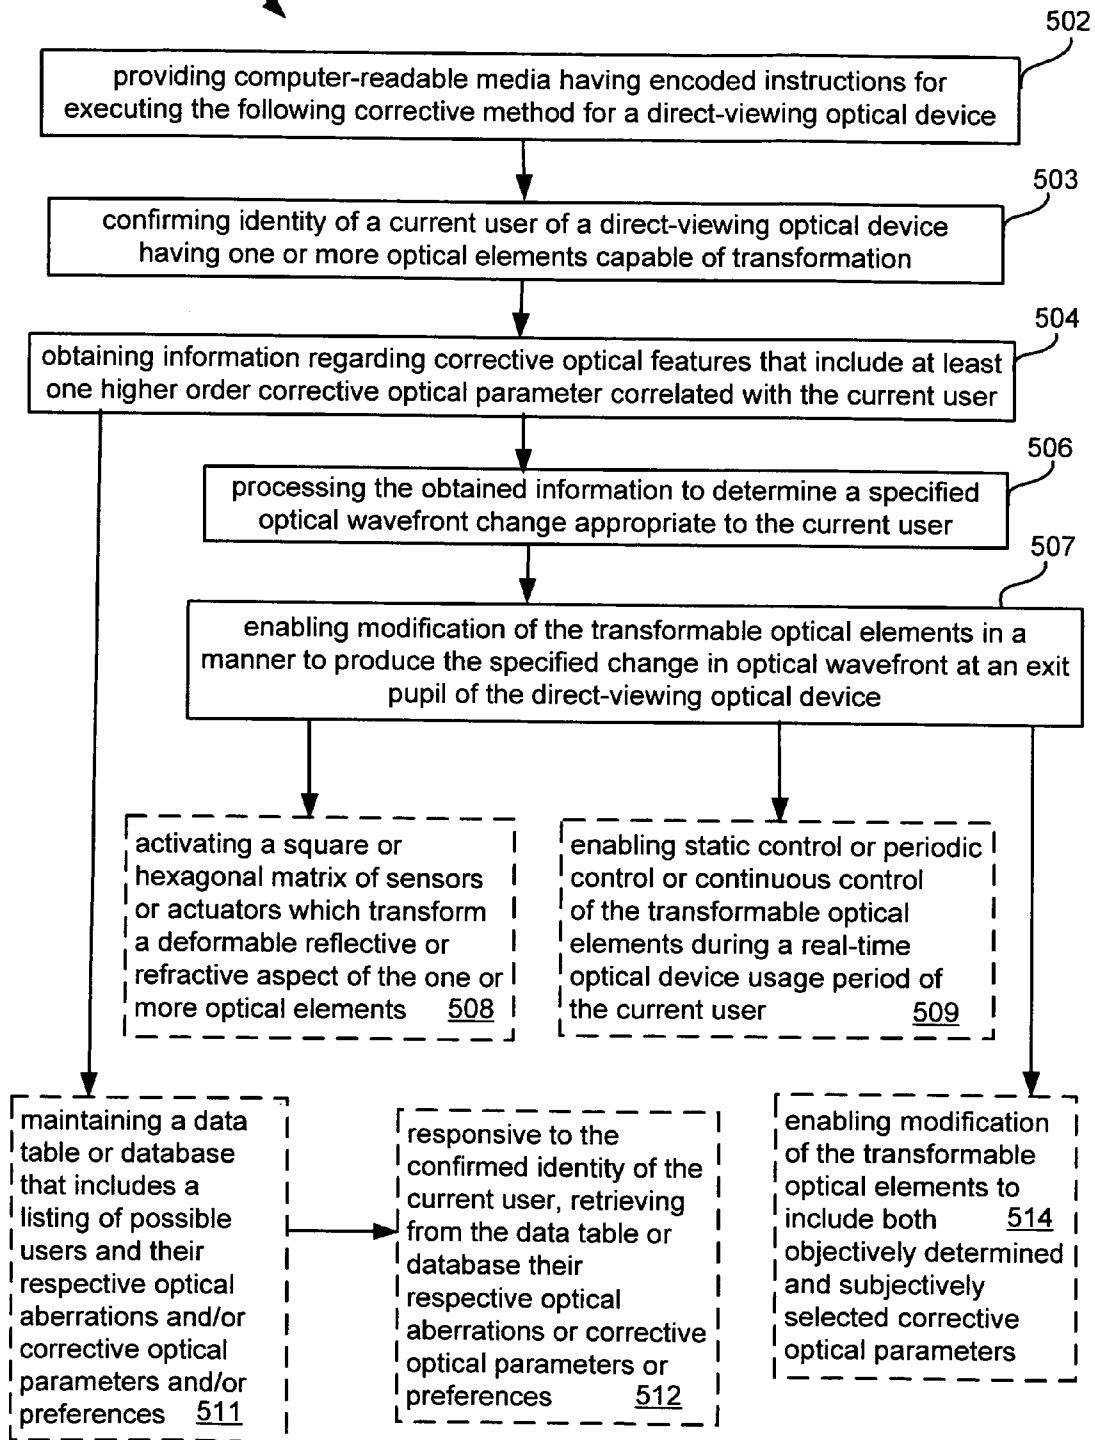 502
providing computer-readable media having encoded instructions for
executing the following corrective method for a direct-viewing optical device
503
confirming identity of a current user of a direct-viewing optical device
having one or more optical elements capable of transformation
504
obtaining information regarding corrective optical features that include at least
one higher order corrective optical parameter correlated with the current user
506
processing the obtained information to determine a specified
optical wavefront change appropriate to the current user
507
enabling modification of the transformable optical elements in a
manner to produce the specified change in optical wavefront at an exit
pupil of the direct-viewing optical device
activating a square or
hexagonal matrix of sensors
or actuators which transform
a deformable reflective or
refractive aspect of the one or
more optical elements 508
enabling static control or periodic
control or continuous control
of the transformable optical
elements during a real-time
optical device usage period of
the current user 509
maintaining a data
table or database
that includes a
listing of possible
users and their
respective optical
aberrations and/or
corrective optical
parameters and/or
preferences 511
responsive to the
confirmed identity of the
current user, retrieving
from the data table or
database their
respective optical
aberrations or corrective
optical parameters or
preferences 512
enabling modification
of the transformable
optical elements to
include both 514
objectively determined
and subjectively
selected corrective
optical parameters